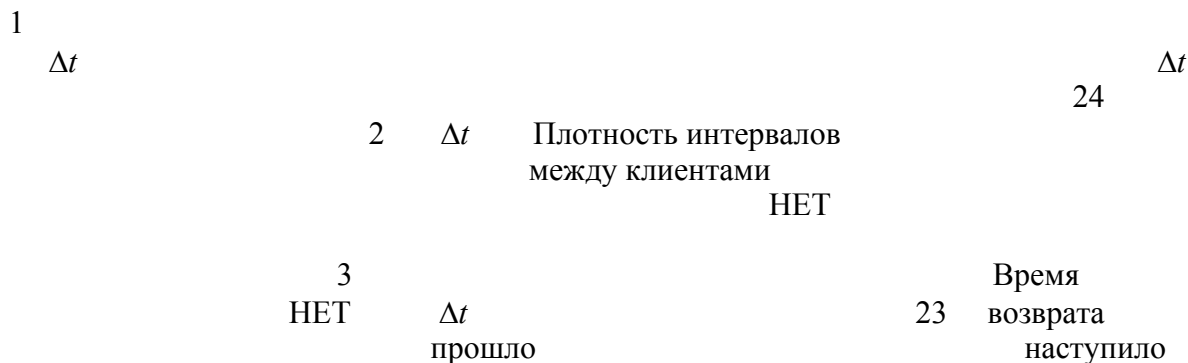 1
Δt Δt
24
2 Δt Плотность интервалов
между клиентами
НЕТ
3 Время
НЕТ Δt 23 возврата
прошло наступило